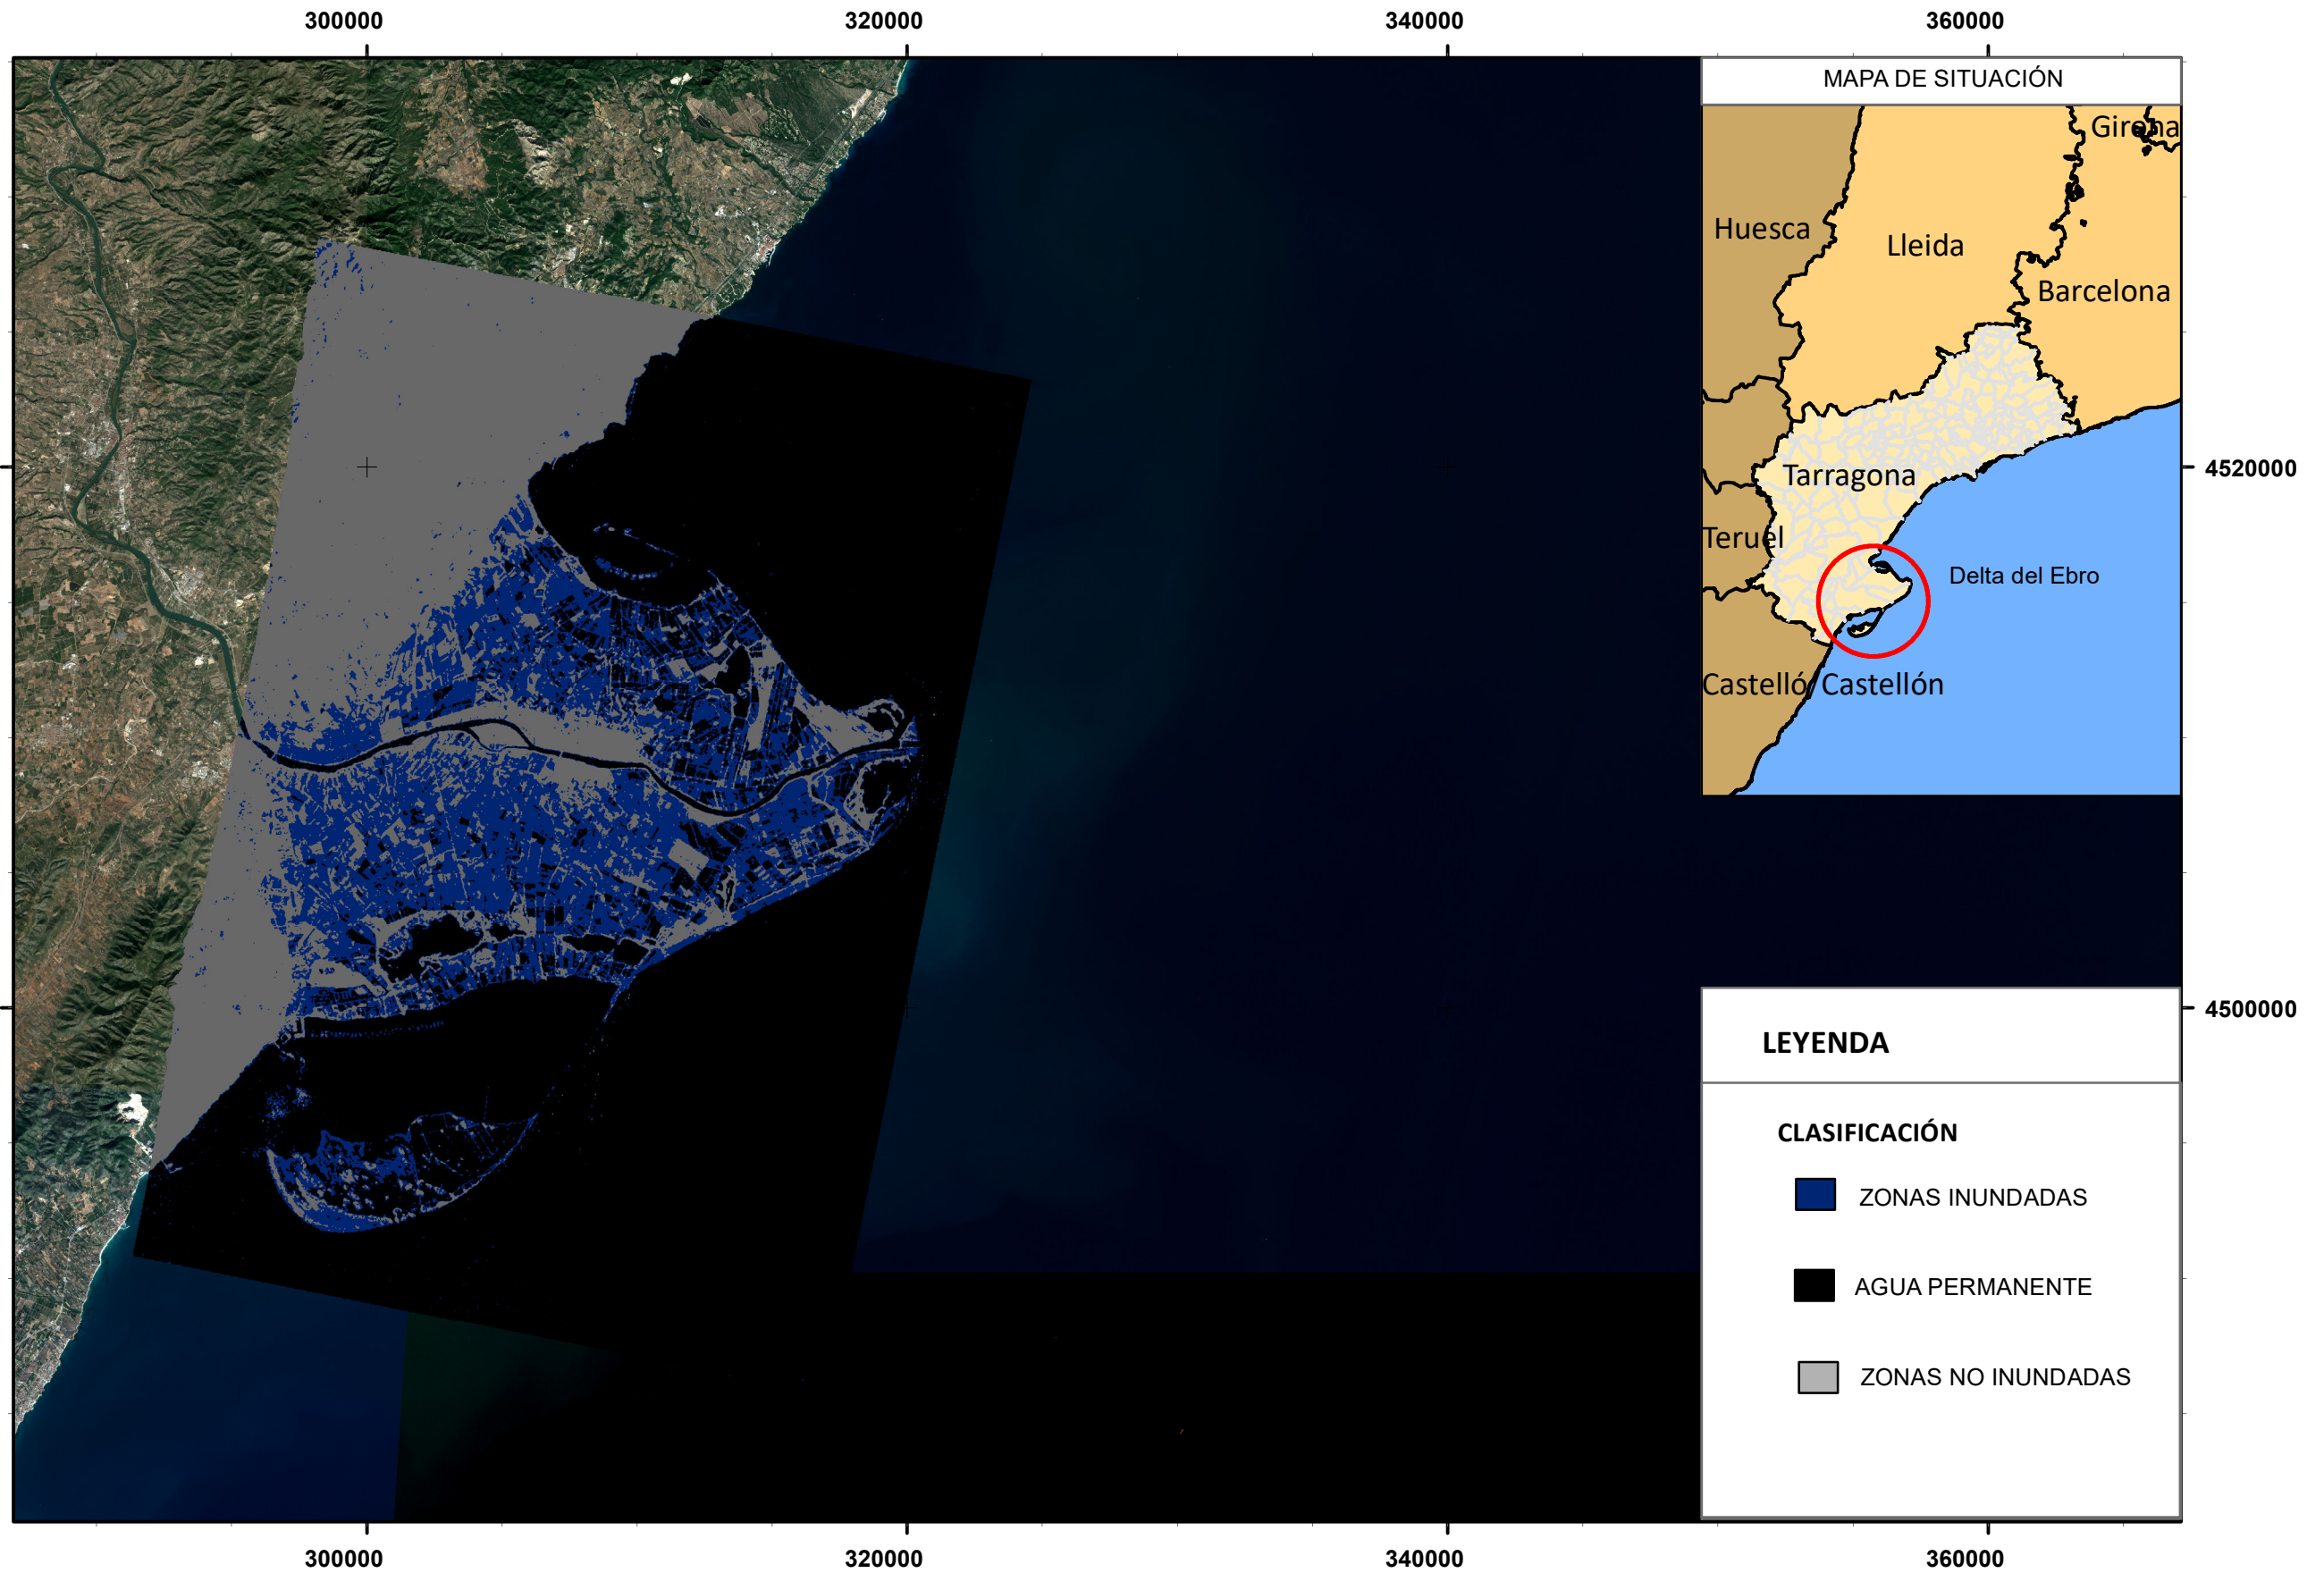 300000
320000
340000
360000
MAPA DE SITUACIÓN
Girona
Huesca
Lleida
Barcelona
Tarragona
Teruel
Delta del Ebro
Castelló/Castellón
4520000
4500000
LEYENDA
CLASIFICACIÓN
ZONAS INUNDADAS
AGUA PERMANENTE
ZONAS NO INUNDADAS
300000
320000
340000
360000